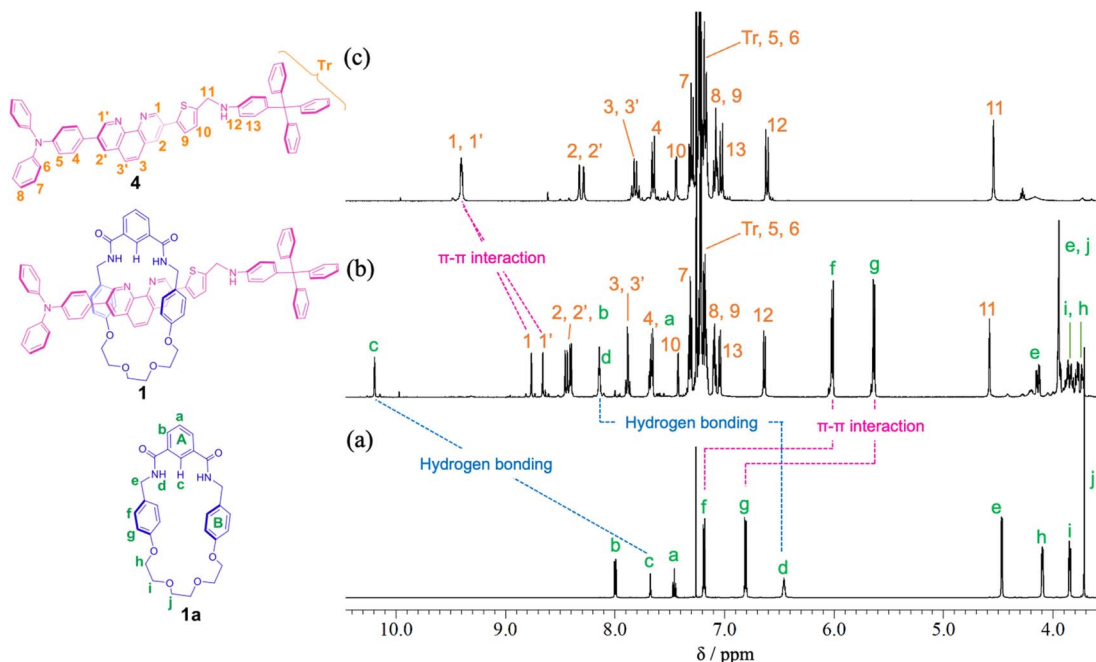 (c)
Tr
11
N
N
N
S
N
H
1'
1
12
13
10
9
2
5
4
2'
3'
3
6
7
8
4
1, 1'
2, 2'
3, 3'
4
10
7
Tr, 5, 6
8, 9
13
12
11
π-π interaction
(b)
O
O
NH
H
HN
N
N
N
S
N
H
O
O
O
O
1
c
1
1'
2, 2'
b
d
3, 3'
4,
10
a
7
Tr, 5, 6
8, 9
13
12
f
g
11
e
e, j
i, h
Hydrogen bonding
Hydrogen bonding
π-π interaction
(a)
a
b
A
O
O
NH
d
H
c
HN
e
f
g
B
O
O
h
i
O
O
j
1a
b
c
a
f
g
d
e
h
i
j
10.0
9.0
8.0
7.0
6.0
5.0
4.0
δ / ppm